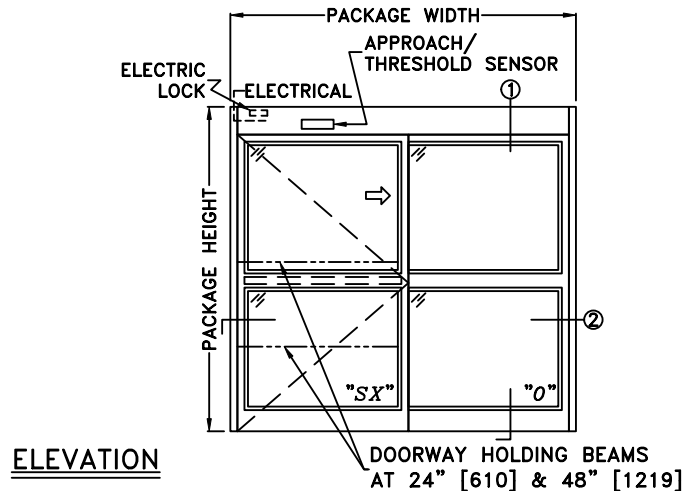 PACKAGE WIDTH
APPROACH/
THRESHOLD SENSOR
ELECTRIC
LOCK
ELECTRICAL
1
PACKAGE HEIGHT
2
"SX"
"O"
ELEVATION
DOORWAY HOLDING BEAMS
AT 24" [610] & 48" [1219]